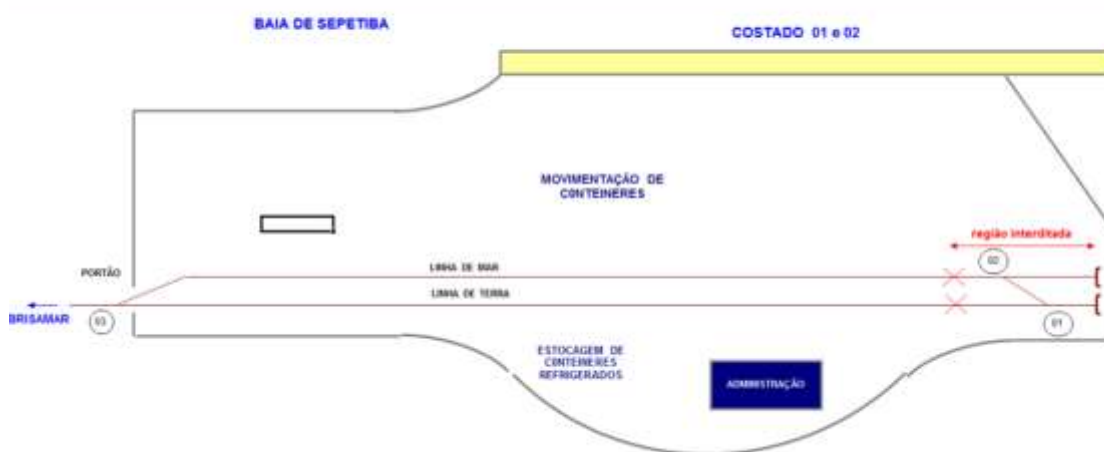 BAIA DE SEPETIBA
COSTADO 01 e 02
MOVIMENTAÇÃO DE
CONTEINERES
região interditada
02
PORTÃO
LINHA DE MAR
LINHA DE TERRA
BRISAMAR
03
01
ESTOCAGEM DE
CONTEINERES
REFRIGERADOS
ADMINISTRAÇÃO